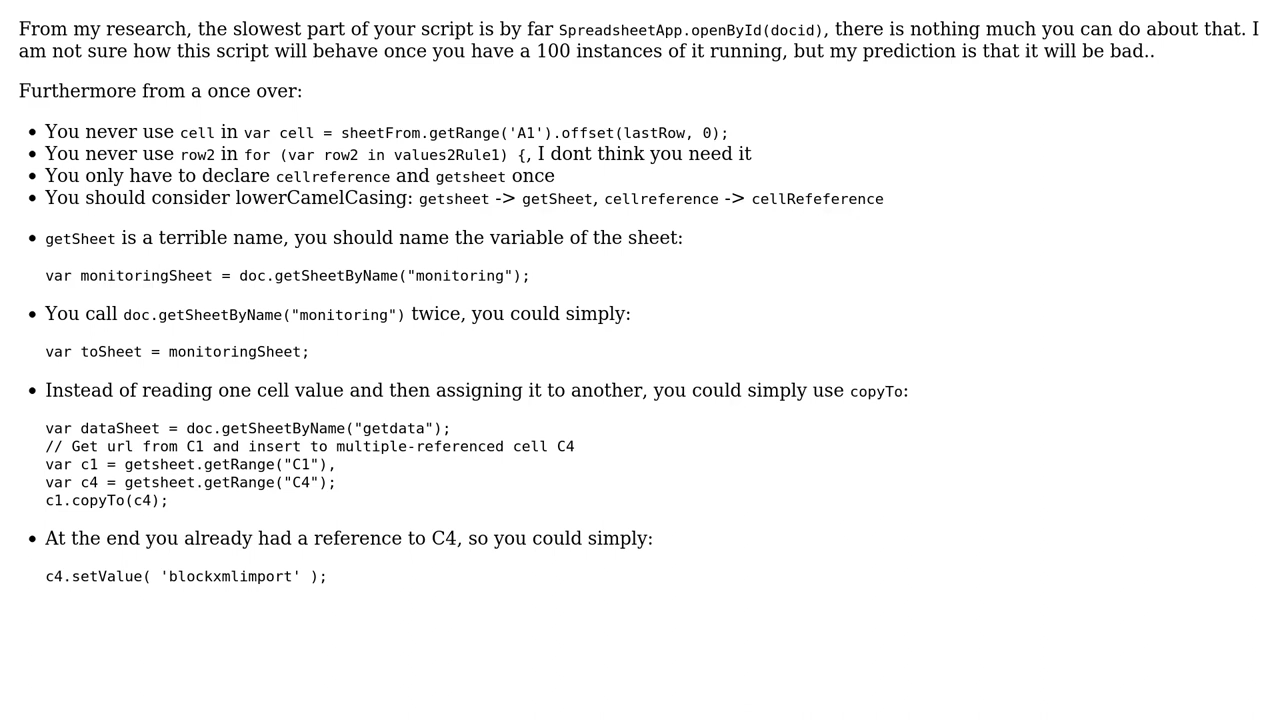 From my research, the slowest part of your script is by far SpreadsheetApp.openById(docid), there is nothing much you can do about that. I
am not sure how this script will behave once you have a 100 instances of it running, but my prediction is that it will be bad..
Furthermore from a once over:
• You never use cell in var cell = sheetFrom.getRange('A1').offset(lastRow, 0);
• You never use row2 in for (var row2 in values2Rule1) {, I dont think you need it
• You only have to declare cellreference and getsheet once
• You should consider lowerCamelCasing: getsheet -> getSheet, cellreference -> cellRefeference
• getSheet is a terrible name, you should name the variable of the sheet:
var monitoringSheet = doc.getSheetByName("monitoring");
• You call doc.getSheetByName("monitoring") twice, you could simply:
var toSheet = monitoringSheet;
• Instead of reading one cell value and then assigning it to another, you could simply use copyTo:
var dataSheet = doc.getSheetByName("getdata");
// Get url from C1 and insert to multiple-referenced cell C4
var c1 = getsheet.getRange("C1"),
var c4 = getsheet.getRange("C4");
c1.copyTo(c4);
• At the end you already had a reference to C4, so you could simply:
c4.setValue( 'blockxmlimport' );